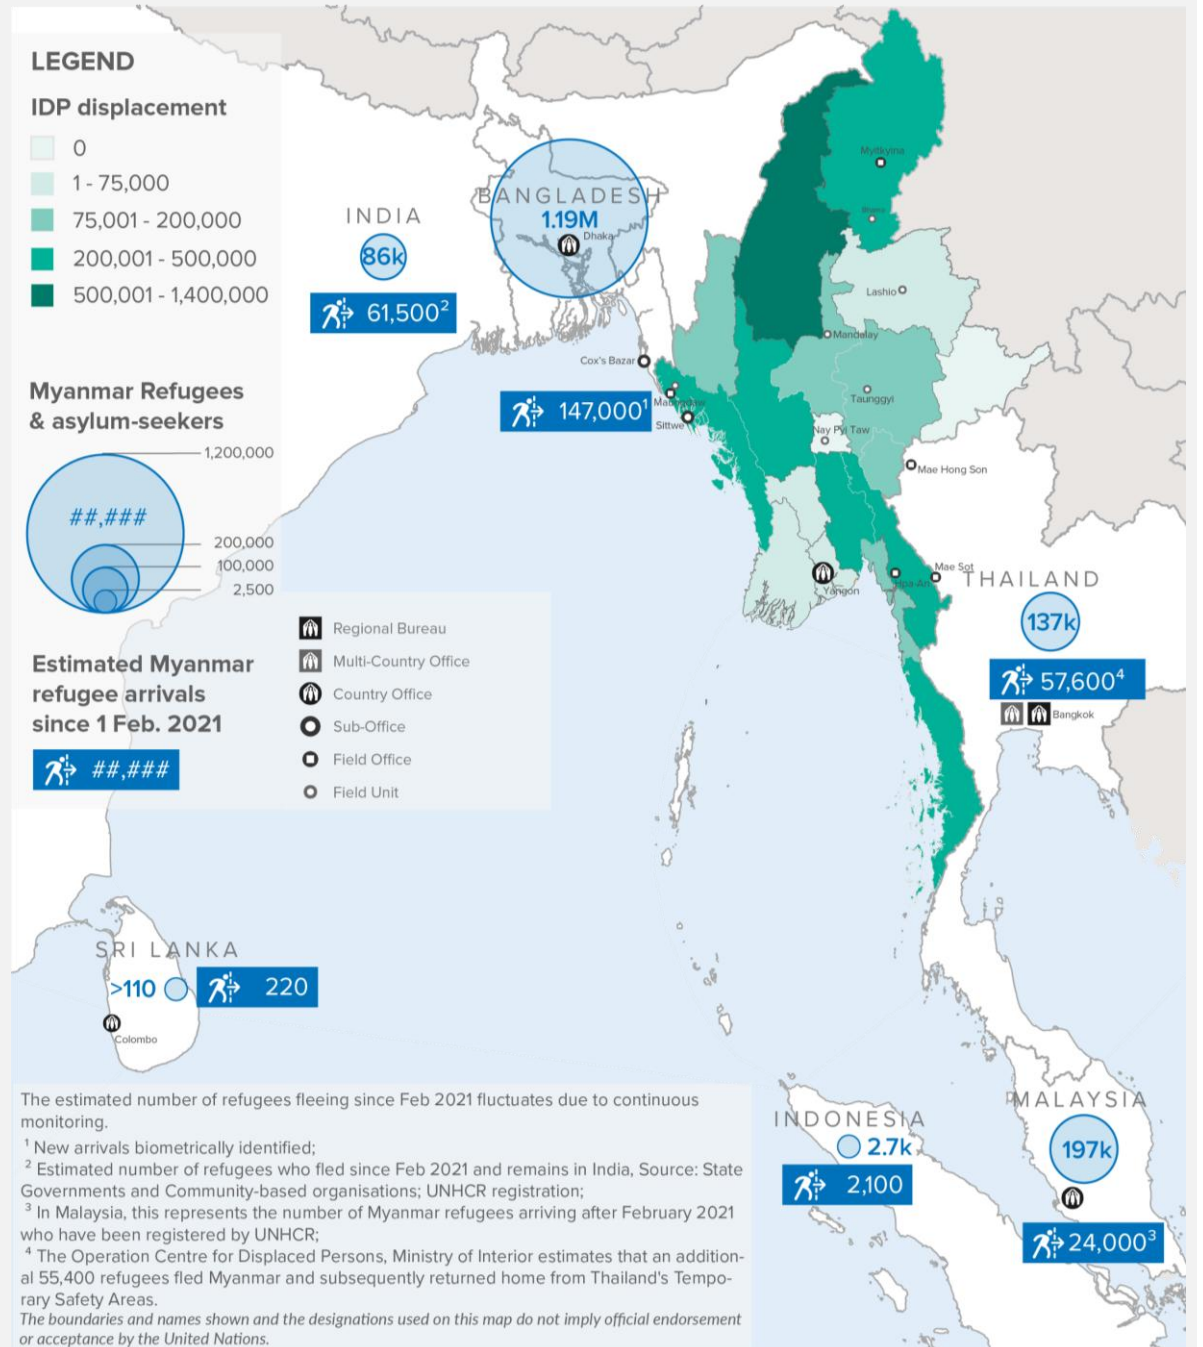 LEGEND
IDP displacement
0
1 - 75,000
75,001 - 200,000
200,001 - 500,000
500,001 - 1,400,000
Myanmar Refugees
& asylum-seekers
1,200,000
##,###
200,000
100,000
2,500
Estimated Myanmar
refugee arrivals
since 1 Feb. 2021
##,###
Regional Bureau
Multi-Country Office
Country Office
Sub-Office
Field Office
Field Unit
INDIA
86k
61,500²
BANGLADESH
1.19M
Dhaka
Cox's Bazar
147,000¹
Maungdaw
Sittwe
Myitkyina
Bhamo
Lashio
Mandalay
Taunggyi
Nay Pyi Taw
Mae Hong Son
Yangon
Hpa-An
Mae Sot
THAILAND
137k
57,600⁴
Bangkok
SRI LANKA
>110
220
Colombo
INDONESIA
2.7k
2,100
MALAYSIA
197k
24,000³
The estimated number of refugees fleeing since Feb 2021 fluctuates due to continuous
monitoring.
¹ New arrivals biometrically identified;
² Estimated number of refugees who fled since Feb 2021 and remains in India, Source: State
Governments and Community-based organisations; UNHCR registration;
³ In Malaysia, this represents the number of Myanmar refugees arriving after February 2021
who have been registered by UNHCR;
⁴ The Operation Centre for Displaced Persons, Ministry of Interior estimates that an addition-
al 55,400 refugees fled Myanmar and subsequently returned home from Thailand's Tempo-
rary Safety Areas.
The boundaries and names shown and the designations used on this map do not imply official endorsement
or acceptance by the United Nations.